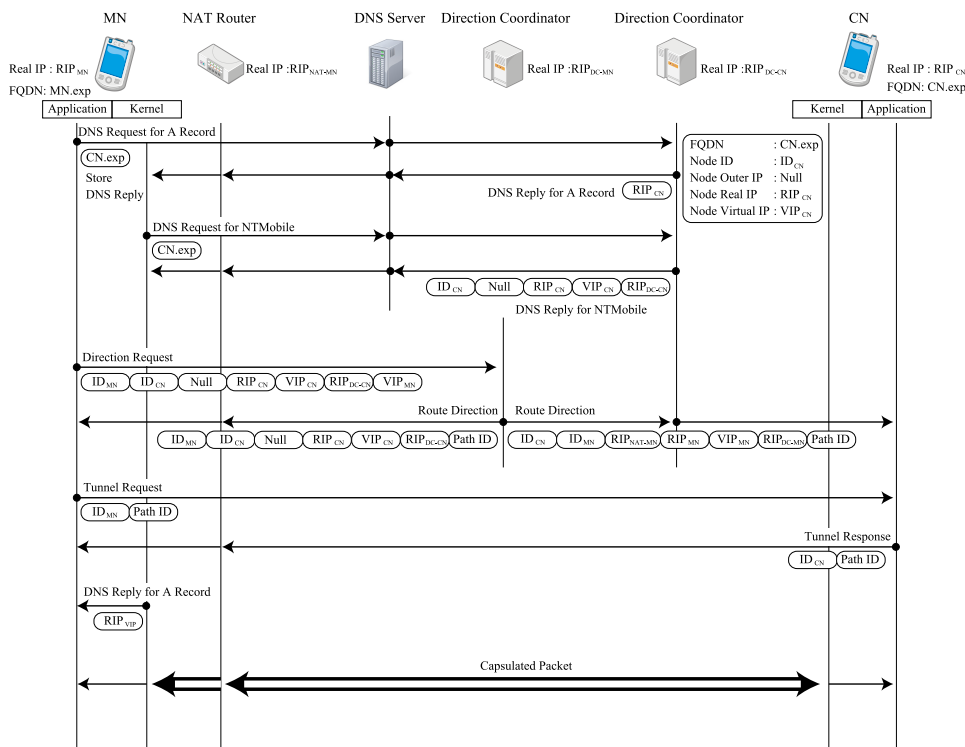 MN
NAT Router
DNS Server
Direction Coordinator
Direction Coordinator
CN
Real IP : RIP MN
FQDN: MN.exp
Real IP :RIP NAT-MN
Real IP :RIP DC-MN
Real IP :RIP DC-CN
Real IP : RIP CN
FQDN: CN.exp
Application
Kernel
Kernel
Application
DNS Request for A Record
CN.exp
Store
DNS Reply
DNS Reply for A Record
RIP CN
FQDN : CN.exp
Node ID : ID CN
Node Outer IP : Null
Node Real IP : RIP CN
Node Virtual IP : VIP CN
DNS Request for NTMobile
CN.exp
ID CN Null RIP CN VIP CN RIP DC-CN
DNS Reply for NTMobile
Direction Request
ID MN ID CN Null RIP CN VIP CN RIP DC-CN VIP MN
Route Direction
Route Direction
ID MN ID CN Null RIP CN VIP CN RIP DC-CN Path ID
ID CN ID MN RIP NAT-MN RIP MN VIP MN RIP DC-MN Path ID
Tunnel Request
ID MN Path ID
Tunnel Response
ID CN Path ID
DNS Reply for A Record
RIP VIP
Capsulated Packet